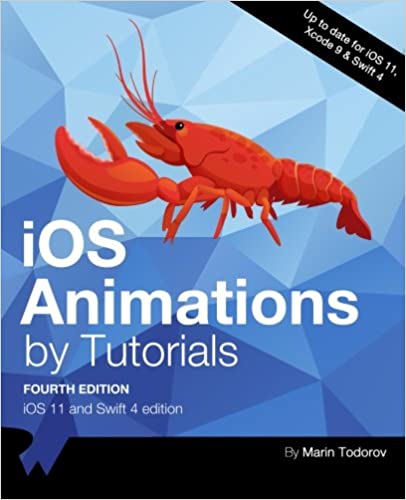 Up to date for iOS 11,
Xcode 9 & Swift 4
iOS
Animations
by Tutorials
FOURTH EDITION
iOS 11 and Swift 4 edition
By Marin Todorov